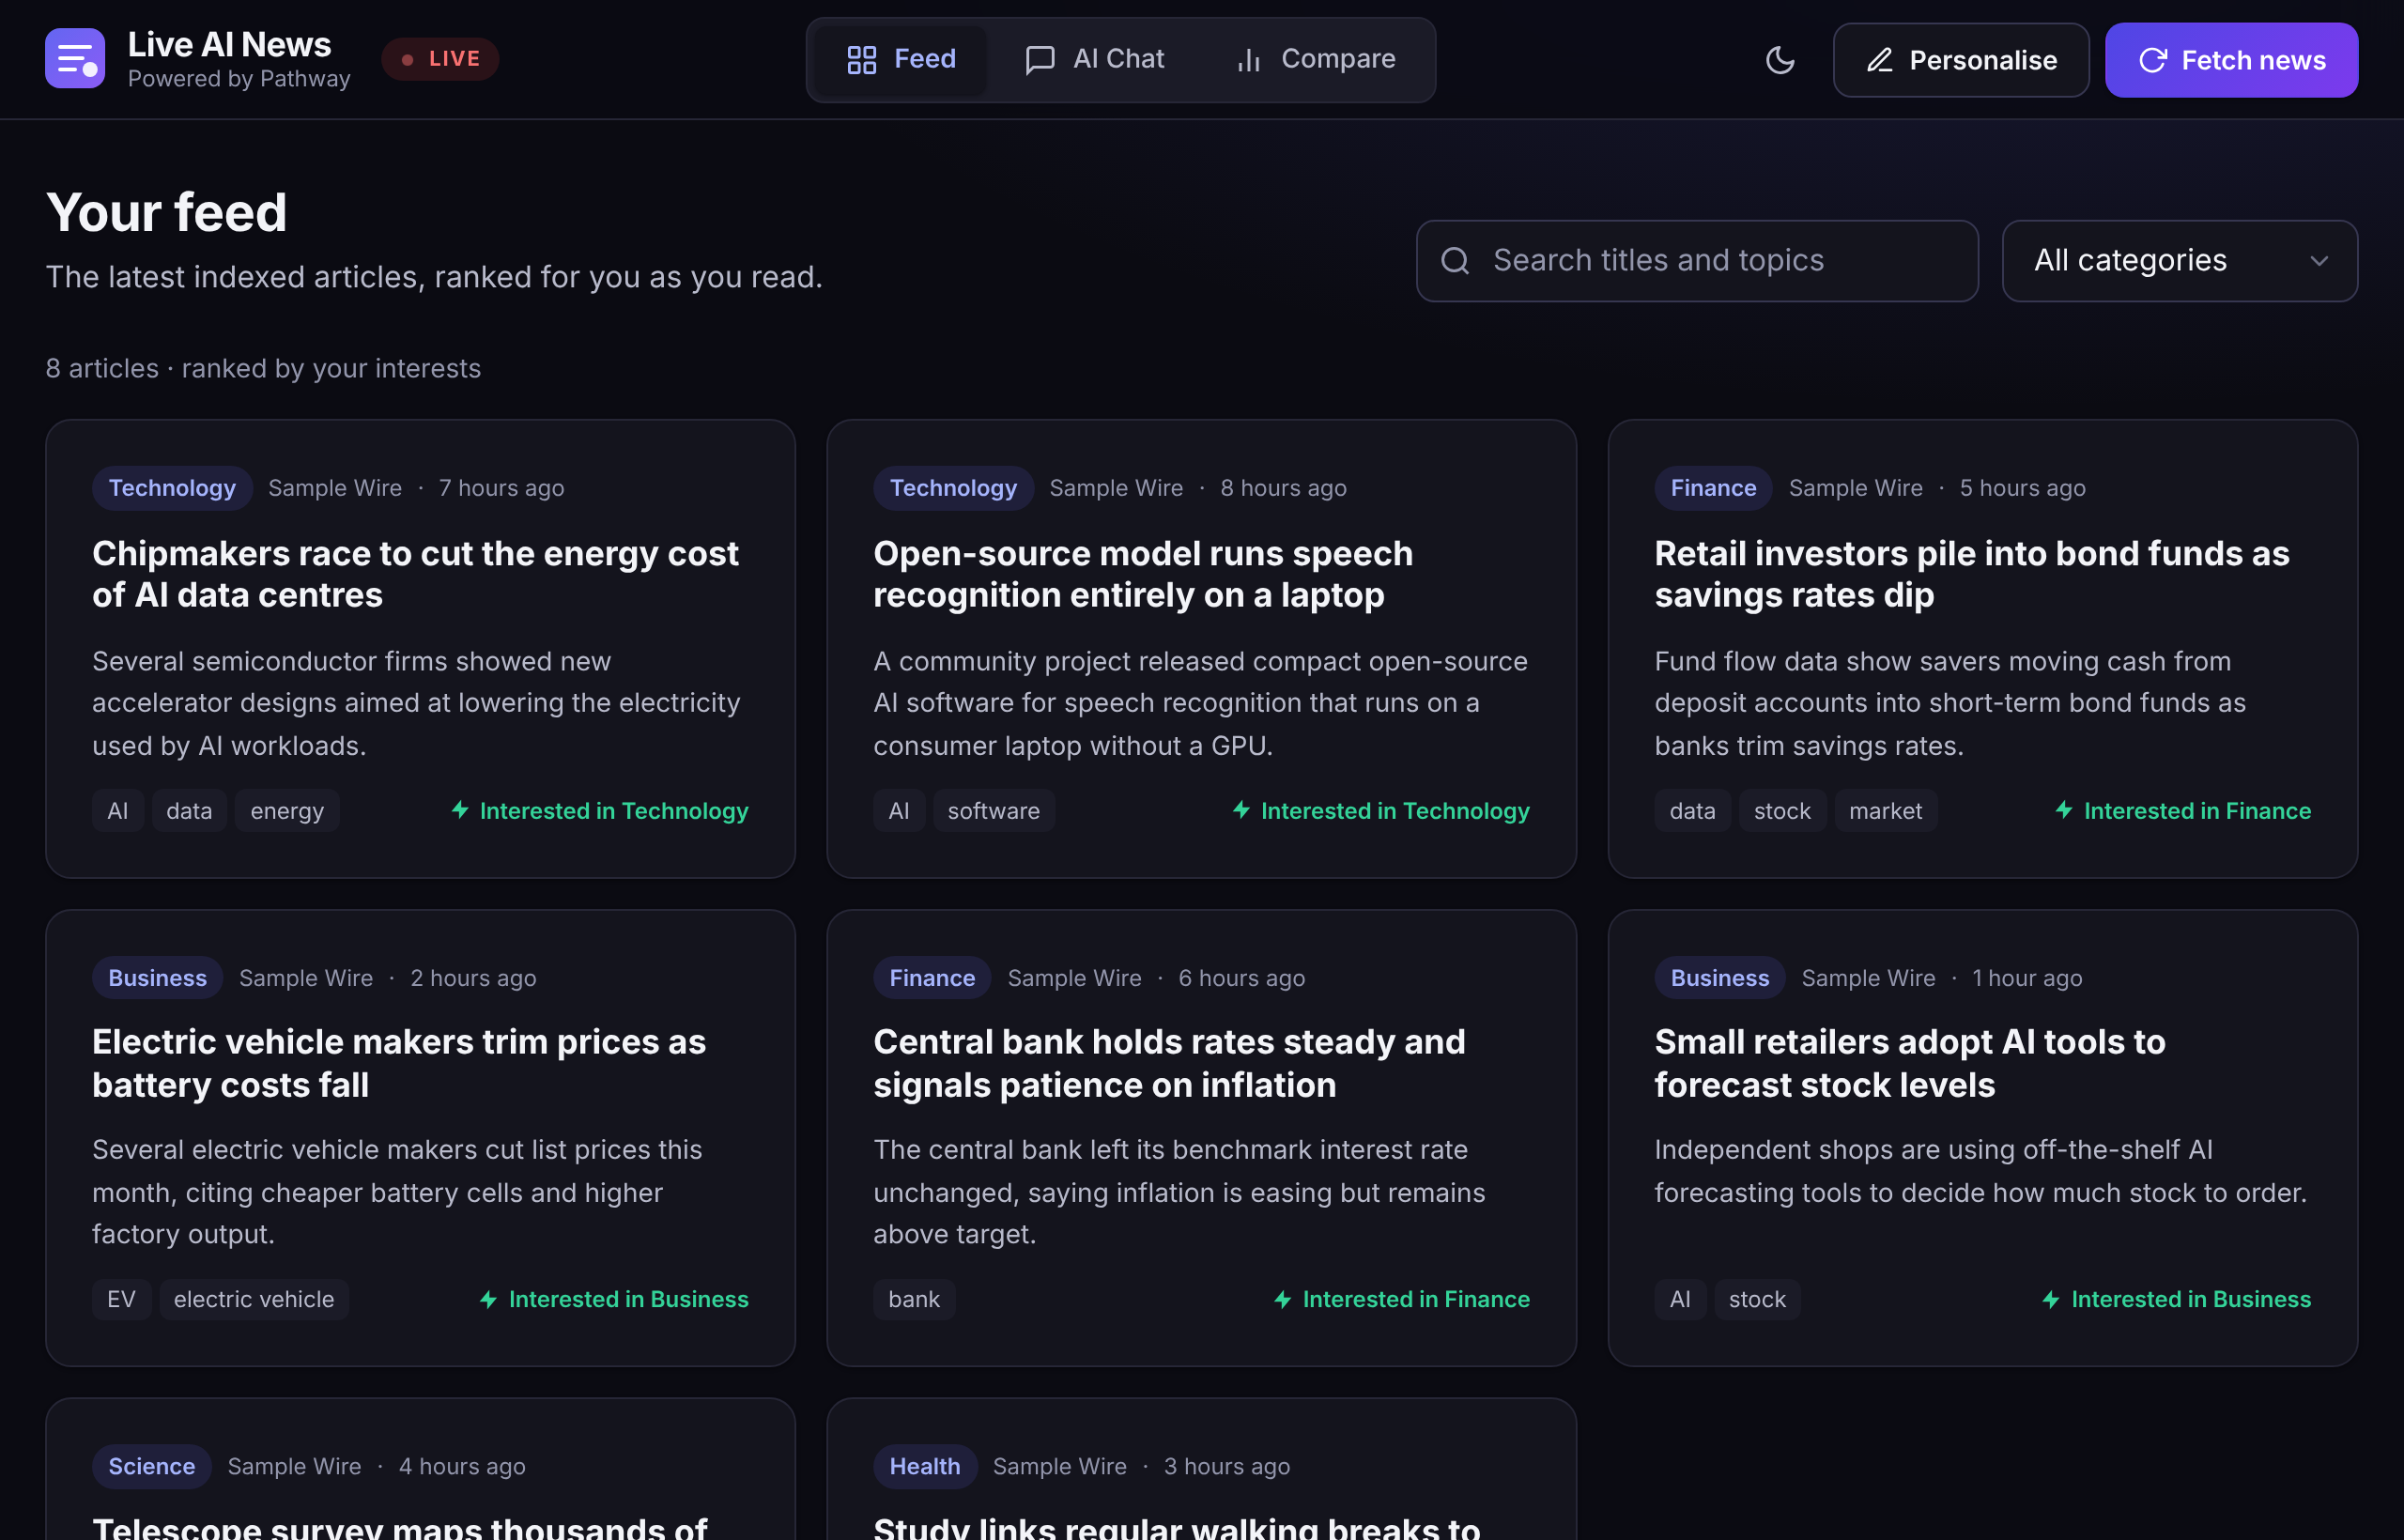 Live AI News
Powered by Pathway
LIVE
Feed
AI Chat
Compare
Personalise
Fetch news
Your feed
The latest indexed articles, ranked for you as you read.
Search titles and topics
All categories
8 articles · ranked by your interests
Technology Sample Wire · 7 hours ago
Chipmakers race to cut the energy cost
of AI data centres
Several semiconductor firms showed new
accelerator designs aimed at lowering the electricity
used by AI workloads.
AI data energy Interested in Technology
Technology Sample Wire · 8 hours ago
Open-source model runs speech
recognition entirely on a laptop
A community project released compact open-source
AI software for speech recognition that runs on a
consumer laptop without a GPU.
AI software Interested in Technology
Finance Sample Wire · 5 hours ago
Retail investors pile into bond funds as
savings rates dip
Fund flow data show savers moving cash from
deposit accounts into short-term bond funds as
banks trim savings rates.
data stock market Interested in Finance
Business Sample Wire · 2 hours ago
Electric vehicle makers trim prices as
battery costs fall
Several electric vehicle makers cut list prices this
month, citing cheaper battery cells and higher
factory output.
EV electric vehicle Interested in Business
Finance Sample Wire · 6 hours ago
Central bank holds rates steady and
signals patience on inflation
The central bank left its benchmark interest rate
unchanged, saying inflation is easing but remains
above target.
bank Interested in Finance
Business Sample Wire · 1 hour ago
Small retailers adopt AI tools to
forecast stock levels
Independent shops are using off-the-shelf AI
forecasting tools to decide how much stock to order.
AI stock Interested in Business
Science Sample Wire · 4 hours ago
Telescope survey maps thousands of
Health Sample Wire · 3 hours ago
Study links regular walking breaks to